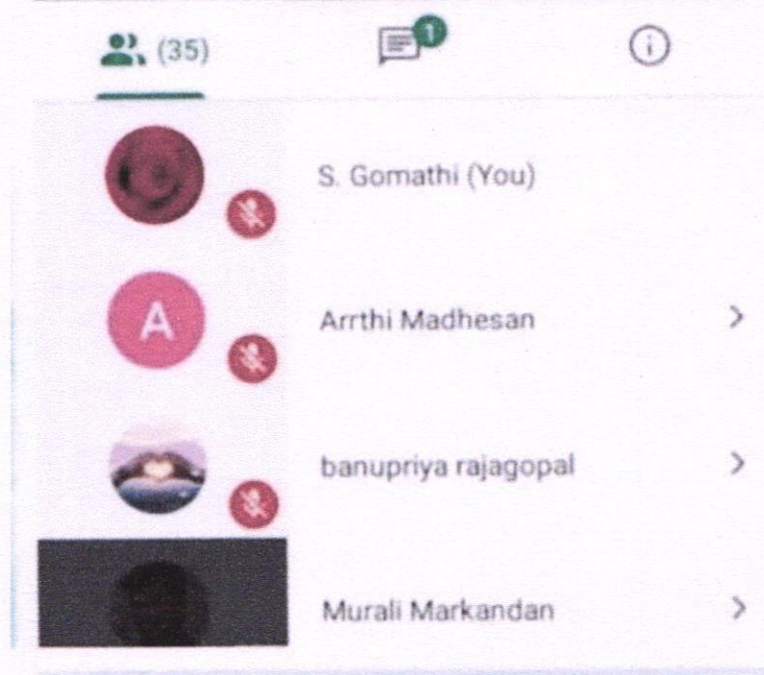 (35)
1
S. Gomathi (You)
A
Arrthi Madhesan
banupriya rajagopal
Murali Markandan